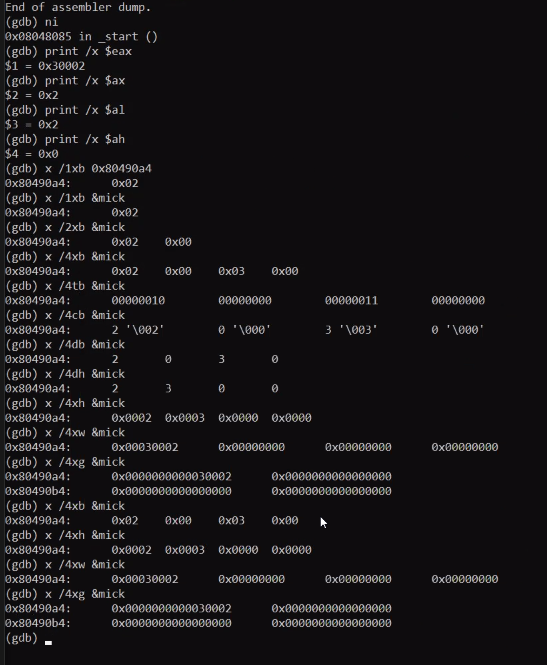 End of assembler dump.
(gdb) ni
0x08048085 in _start ()
(gdb) print /x $eax
$1 = 0x30002
(gdb) print /x $ax
$2 = 0x2
(gdb) print /x $al
$3 = 0x2
(gdb) print /x $ah
$4 = 0x0
(gdb) x /1xb 0x80490a4
0x80490a4:      0x02
(gdb) x /1xb &mick
0x80490a4:      0x02
(gdb) x /2xb &mick
0x80490a4:      0x02    0x00
(gdb) x /4xb &mick
0x80490a4:      0x02    0x00    0x03    0x00
(gdb) x /4tb &mick
0x80490a4:      00000010        00000000        00000011        00000000
(gdb) x /4cb &mick
0x80490a4:      2 '\002'        0 '\000'        3 '\003'        0 '\000'
(gdb) x /4db &mick
0x80490a4:      2       0       3       0
(gdb) x /4dh &mick
0x80490a4:      2       3       0       0
(gdb) x /4xh &mick
0x80490a4:      0x0002  0x0003  0x0000  0x0000
(gdb) x /4xw &mick
0x80490a4:      0x00030002      0x00000000      0x00000000      0x00000000
(gdb) x /4xg &mick
0x80490a4:      0x0000000000030002      0x0000000000000000
0x80490b4:      0x0000000000000000      0x0000000000000000
(gdb) x /4xb &mick
0x80490a4:      0x02    0x00    0x03    0x00
(gdb) x /4xh &mick
0x80490a4:      0x0002  0x0003  0x0000  0x0000
(gdb) x /4xw &mick
0x80490a4:      0x00030002      0x00000000      0x00000000      0x00000000
(gdb) x /4xg &mick
0x80490a4:      0x0000000000030002      0x0000000000000000
0x80490b4:      0x0000000000000000      0x0000000000000000
(gdb)